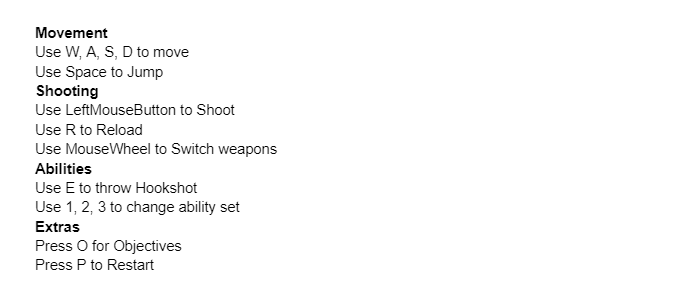 Movement
Use W, A, S, D to move
Use Space to Jump
Shooting
Use LeftMouseButton to Shoot
Use R to Reload
Use MouseWheel to Switch weapons
Abilities
Use E to throw Hookshot
Use 1, 2, 3 to change ability set
Extras
Press O for Objectives
Press P to Restart